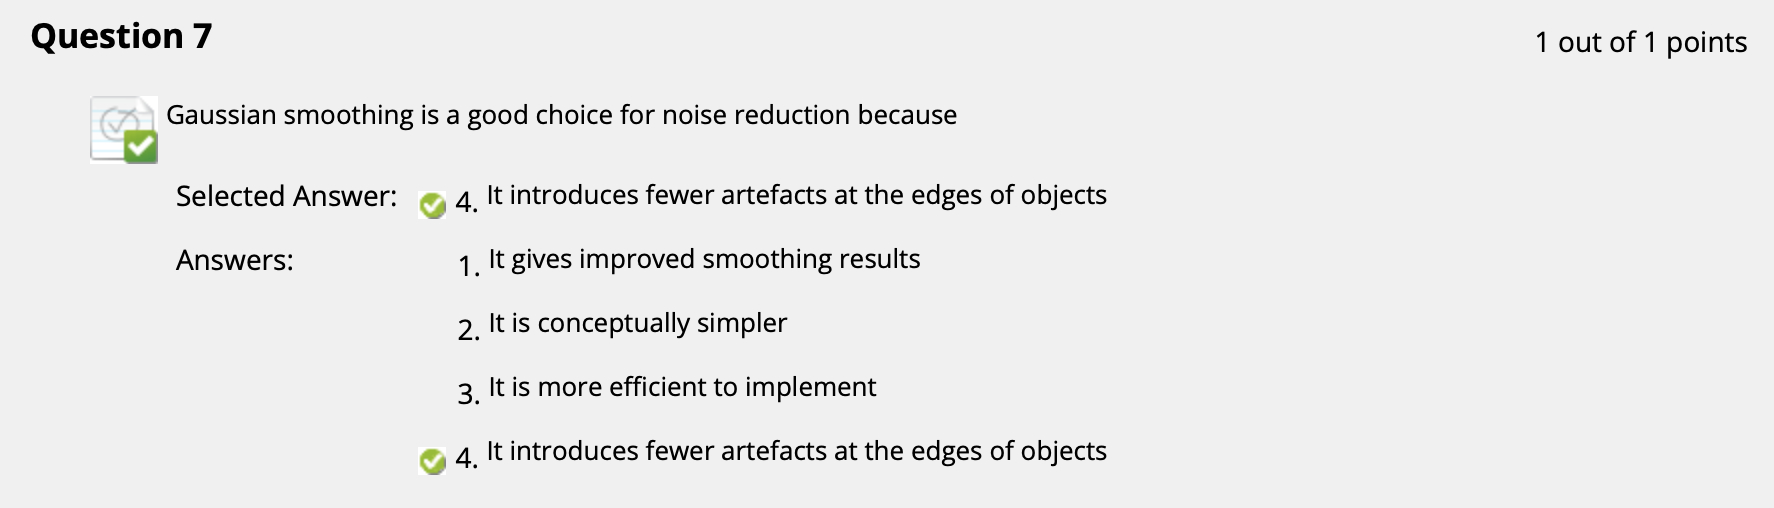 Question 7
1 out of 1 points
Gaussian smoothing is a good choice for noise reduction because
Selected Answer: 4. It introduces fewer artefacts at the edges of objects
Answers: 1. It gives improved smoothing results
2. It is conceptually simpler
3. It is more efficient to implement
4. It introduces fewer artefacts at the edges of objects